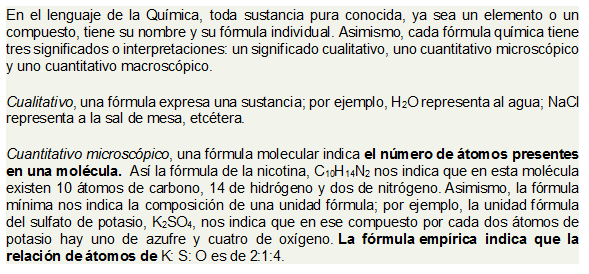 En el lenguaje de la Química, toda sustancia pura conocida, ya sea un elemento o un
compuesto, tiene su nombre y su fórmula individual. Asimismo, cada fórmula química tiene
tres significados o interpretaciones: un significado cualitativo, uno cuantitativo microscópico
y uno cuantitativo macroscópico.
Cualitativo, una fórmula expresa una sustancia; por ejemplo, H₂O representa al agua; NaCl
representa a la sal de mesa, etcétera.
Cuantitativo microscópico, una fórmula molecular indica el número de átomos presentes
en una molécula. Así la fórmula de la nicotina, C₁₀H₁₄N₂ nos indica que en esta molécula
existen 10 átomos de carbono, 14 de hidrógeno y dos de nitrógeno. Asimismo, la fórmula
mínima nos indica la composición de una unidad fórmula; por ejemplo, la unidad fórmula
del sulfato de potasio, K₂SO₄, nos indica que en ese compuesto por cada dos átomos de
potasio hay uno de azufre y cuatro de oxígeno. La fórmula empírica indica que la
relación de átomos de K: S: O es de 2:1:4.